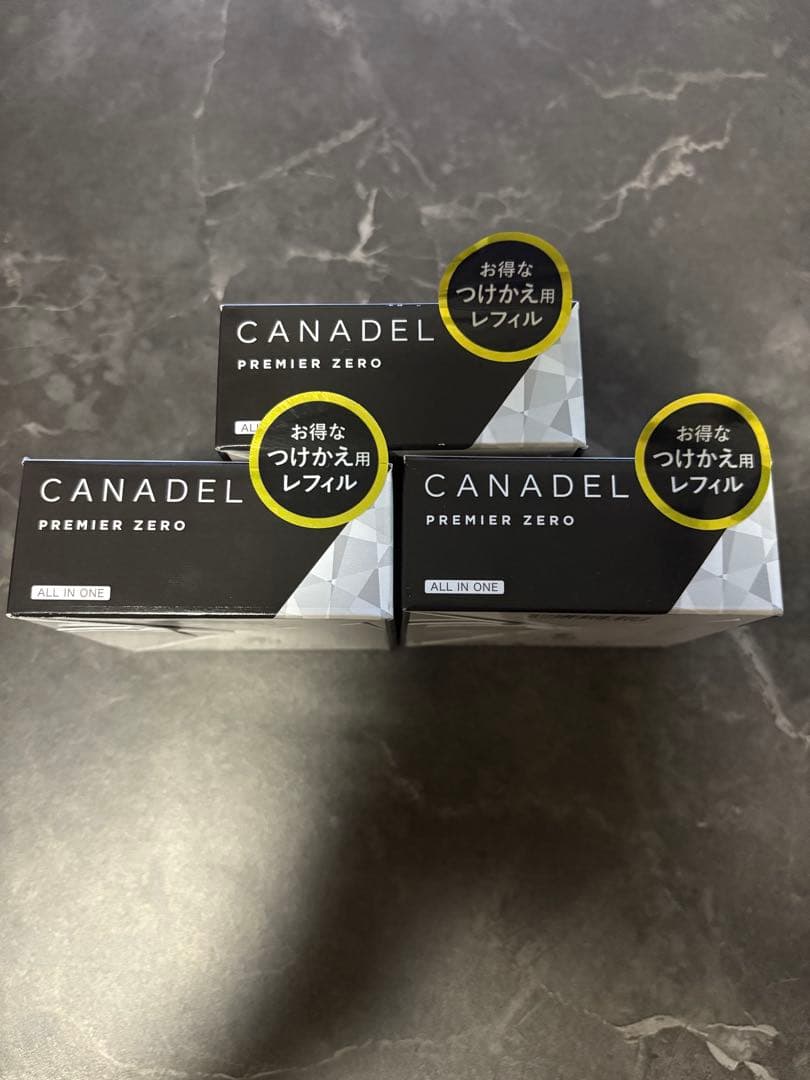 CANADEL
PREMIER ZERO
お得な
つけかえ用
レフィル
CANADEL
PREMIER ZERO
ALL IN ONE
お得な
つけかえ用
レフィル
CANADEL
PREMIER ZERO
ALL IN ONE
お得な
つけかえ用
レフィル